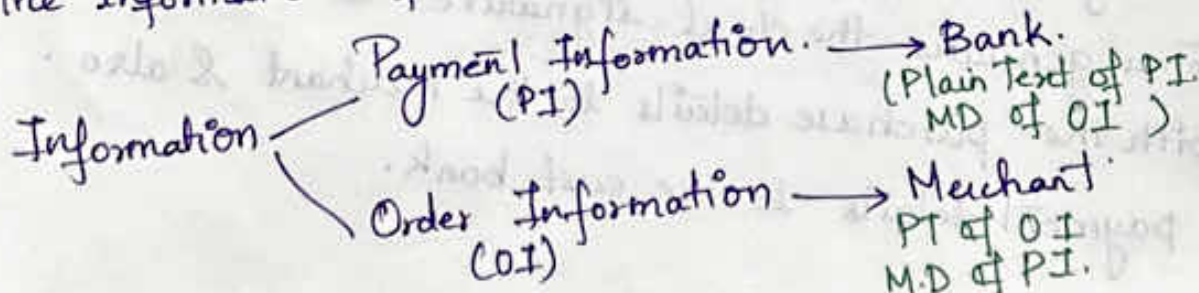 Payment Information. → Bank.
(PI) (Plain Text of PI.
MD of OI)
Information
Order Information → Merchant.
(OI) PT of OI
M.D of PI.